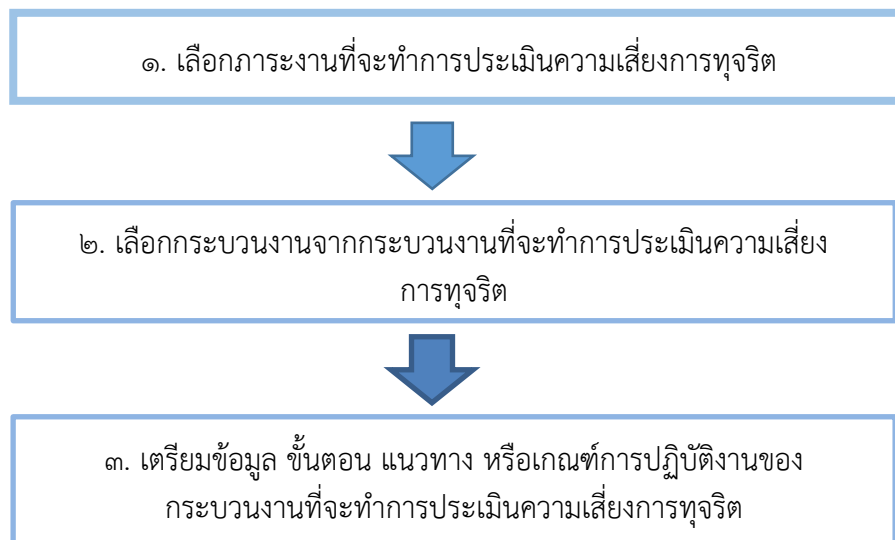 ๑. เลือกภาระงานที่จะทำการประเมินความเสี่ยงการทุจริต
๒. เลือกกระบวนงานจากกระบวนงานที่จะทำการประเมินความเสี่ยง
การทุจริต
๓. เตรียมข้อมูล ขั้นตอน แนวทาง หรือเกณฑ์การปฏิบัติงานของ
กระบวนงานที่จะทำการประเมินความเสี่ยงการทุจริต